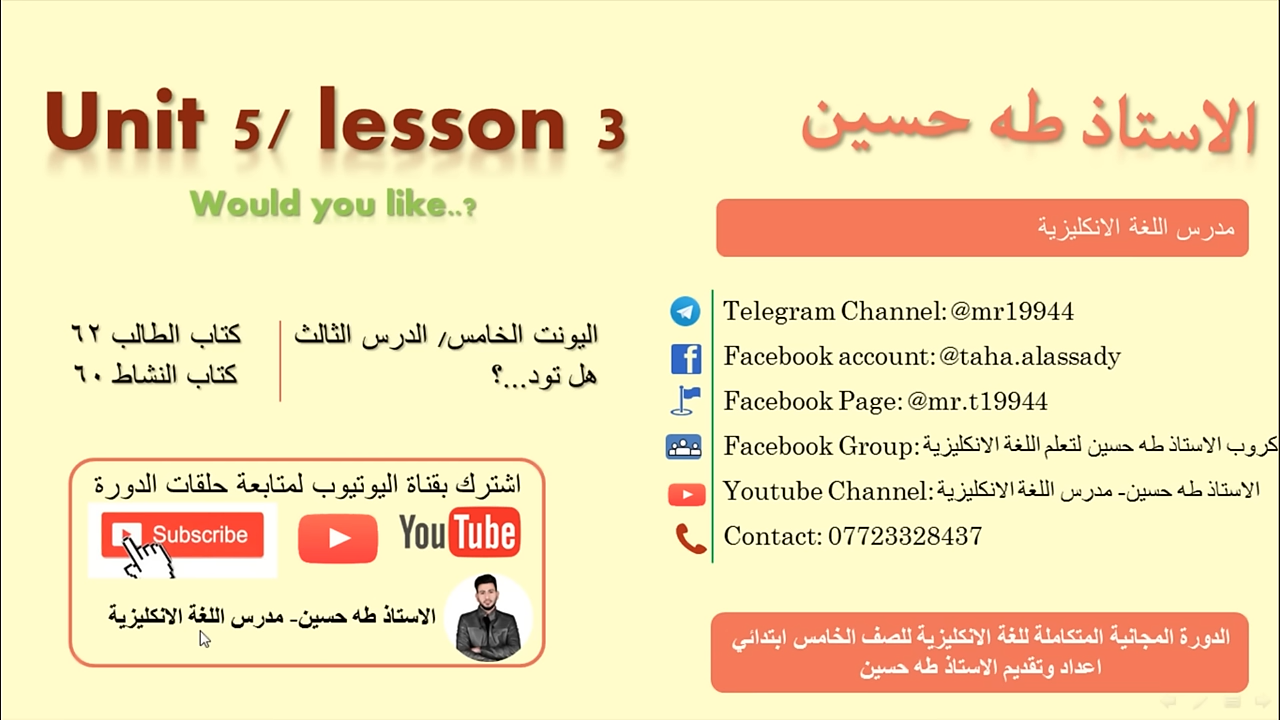 Unit 5/ lesson 3
Would you like..?
اليونت الخامس/ الدرس الثالث
هل تود...؟
كتاب الطالب ٦٢
كتاب النشاط ٦٠
اشترك بقناة اليوتيوب لمتابعة حلقات الدورة
Subscribe
YouTube
الاستاذ طه حسين- مدرس اللغة الانكليزية
الاستاذ طه حسين
مدرس اللغة الانكليزية
Telegram Channel: @mr19944
Facebook account: @taha.alassady
Facebook Page: @mr.t19944
Facebook Group: كروب الاستاذ طه حسين لتعلم اللغة الانكليزية
Youtube Channel: الاستاذ طه حسين- مدرس اللغة الانكليزية
Contact: 07723328437
الدورة المجانية المتكاملة للغة الانكليزية للصف الخامس ابتدائي
اعداد وتقديم الاستاذ طه حسين